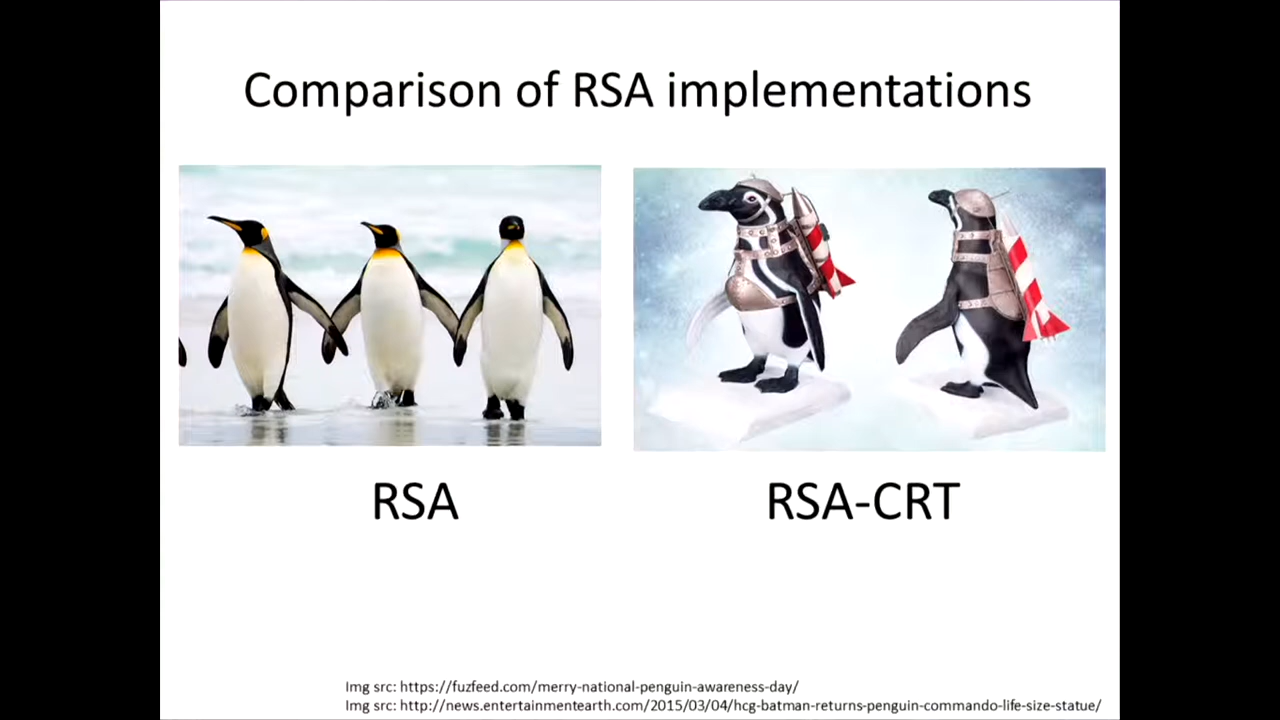 Comparison of RSA implementations
RSA
RSA-CRT
Img src: https://fuzfeed.com/merry-national-penguin-awareness-day/
Img src: http://news.entertainmentearth.com/2015/03/04/hcg-batman-returns-penguin-commando-life-size-statue/